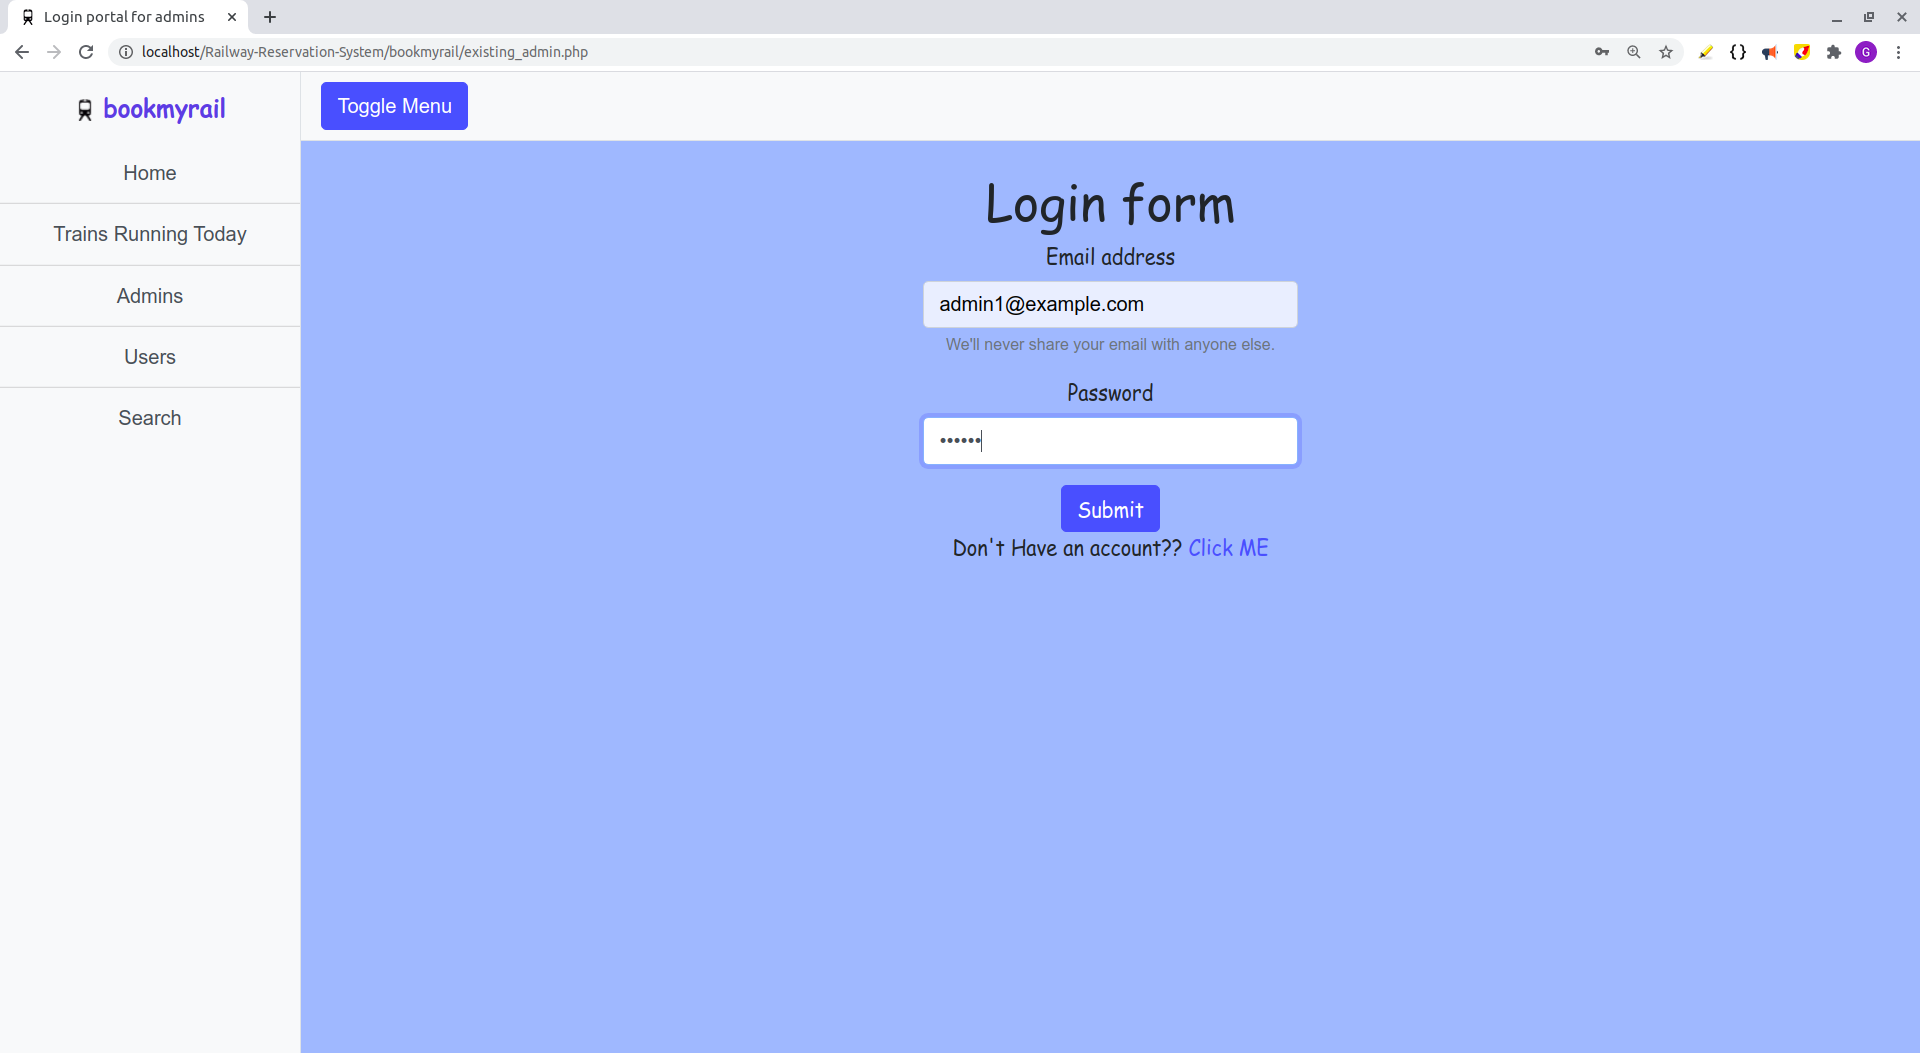 Login portal for admins
localhost/Railway-Reservation-System/bookmyrail/existing_admin.php
G
bookmyrail
Toggle Menu
Home
Trains Running Today
Admins
Users
Search
Login form
Email address
admin1@example.com
We'll never share your email with anyone else.
Password
••••••
Submit
Don't Have an account?? Click ME